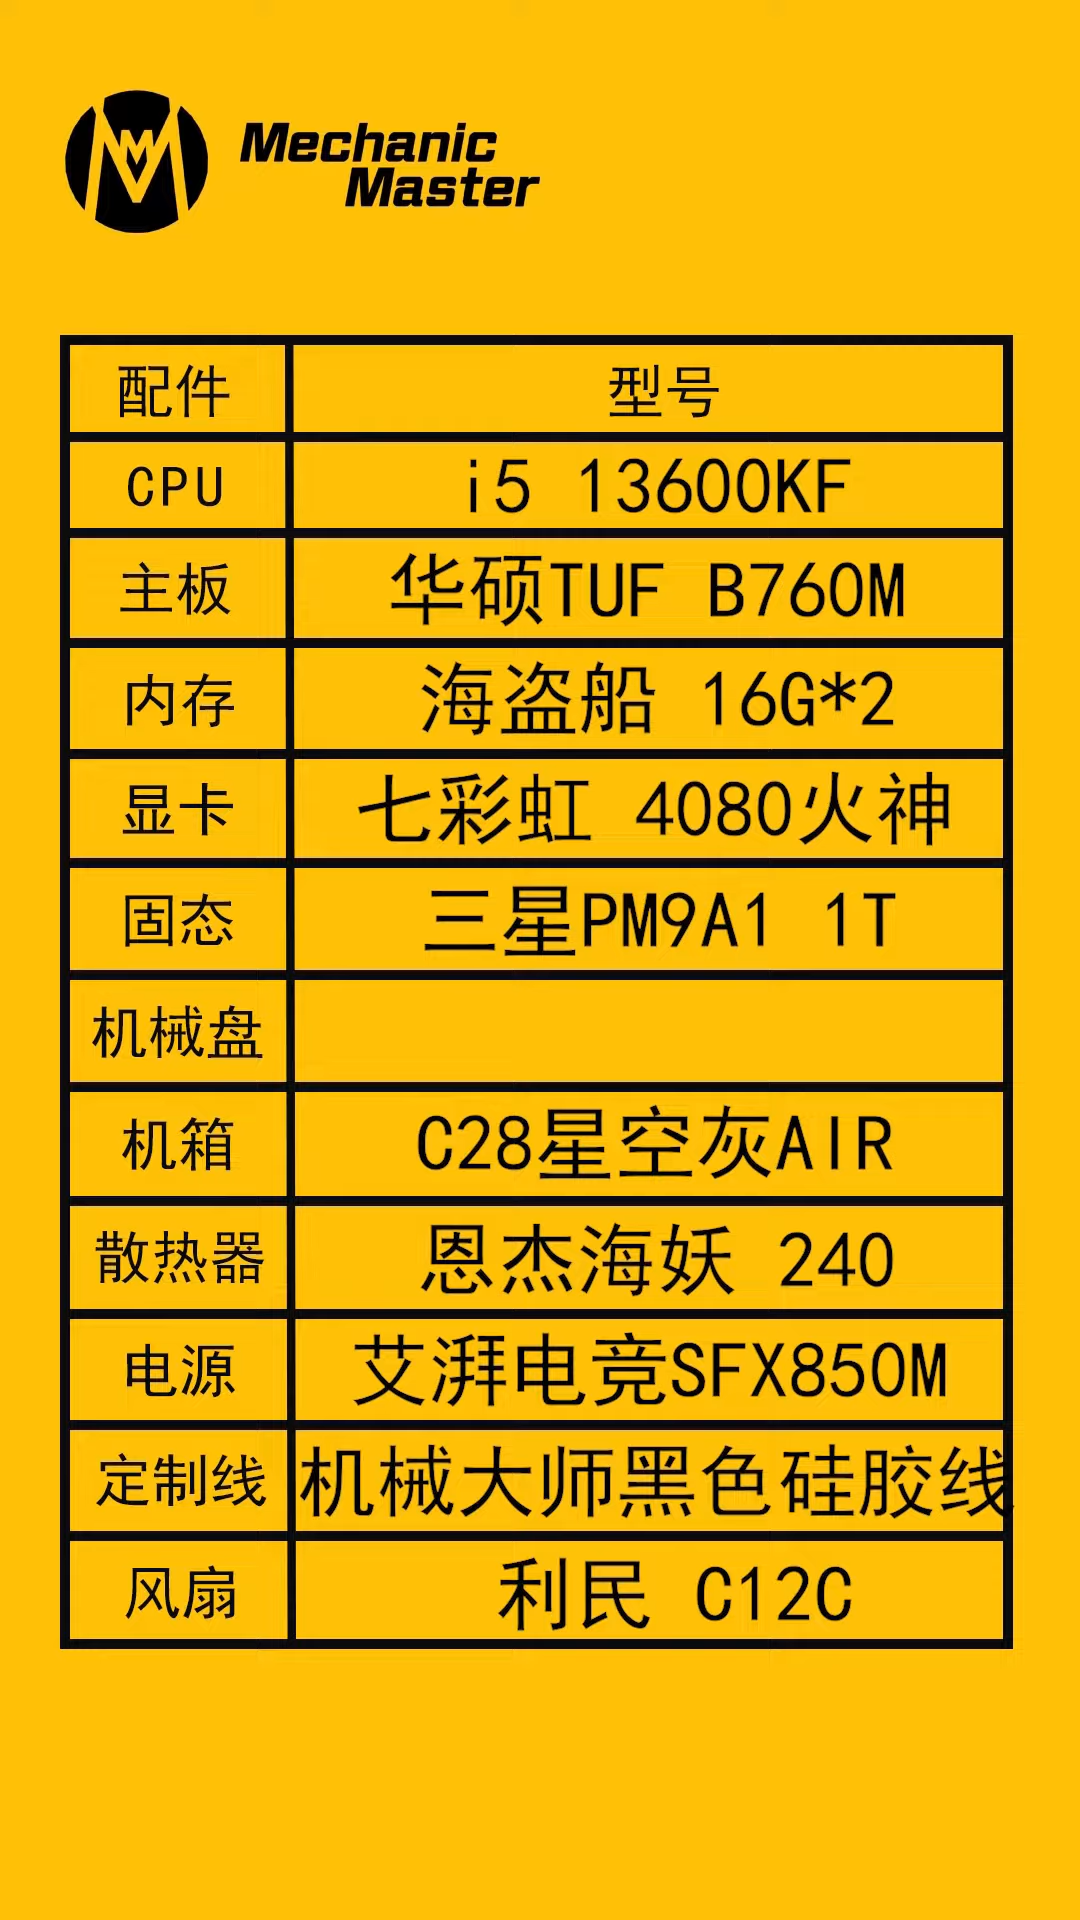 Mechanic
Master
配件 型号
CPU i5 13600KF
主板 华硕TUF B760M
内存 海盗船 16G*2
显卡 七彩虹 4080火神
固态 三星PM9A1 1T
机械盘
机箱 C28星空灰AIR
散热器 恩杰海妖 240
电源 艾湃电竞SFX850M
定制线 机械大师黑色硅胶线
风扇 利民 C12C